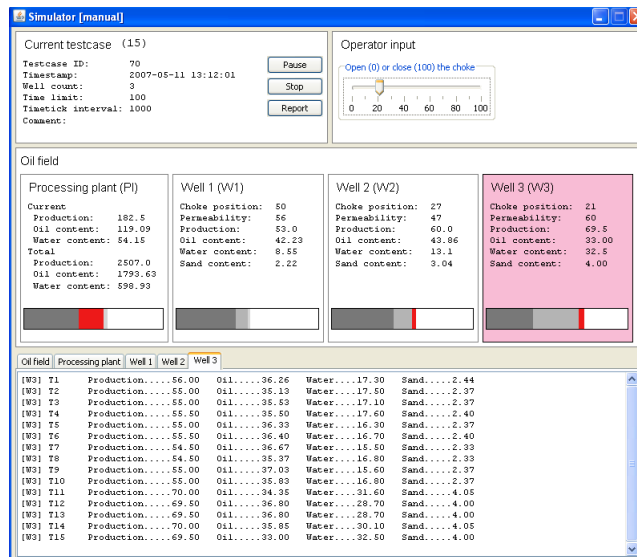 Simulator [manual]
Current testcase (15)
Testcase ID: 70
Timestamp: 2007-05-11 13:12:01
Well count: 3
Time limit: 100
Timetick interval: 1000
Comment:
Pause
Stop
Report
Operator input
Open (0) or close (100) the choke
0 20 40 60 80 100
Oil field
Processing plant (PI)
Current
Production: 182.5
Oil content: 119.09
Water content: 54.15
Total
Production: 2507.0
Oil content: 1793.63
Water content: 598.93
Well 1 (W1)
Choke position: 50
Permeability: 56
Production: 53.0
Oil content: 42.23
Water content: 8.55
Sand content: 2.22
Well 2 (W2)
Choke position: 27
Permeability: 47
Production: 60.0
Oil content: 43.86
Water content: 13.1
Sand content: 3.04
Well 3 (W3)
Choke position: 21
Permeability: 60
Production: 69.5
Oil content: 33.00
Water content: 32.5
Sand content: 4.00
Oil field Processing plant Well 1 Well 2 Well 3
[W3] T1 Production.....56.00 Oil....36.26 Water....17.30 Sand.....2.44
[W3] T2 Production.....55.00 Oil....35.13 Water....17.50 Sand.....2.37
[W3] T3 Production.....55.00 Oil....35.53 Water....17.10 Sand.....2.37
[W3] T4 Production.....55.50 Oil....35.50 Water....17.60 Sand.....2.40
[W3] T5 Production.....55.00 Oil....36.33 Water....16.30 Sand.....2.37
[W3] T6 Production.....55.50 Oil....36.40 Water....16.70 Sand.....2.40
[W3] T7 Production.....54.50 Oil....36.67 Water....15.50 Sand.....2.33
[W3] T8 Production.....54.50 Oil....35.37 Water....16.80 Sand.....2.33
[W3] T9 Production.....55.00 Oil....37.03 Water....15.60 Sand.....2.37
[W3] T10 Production.....55.00 Oil....35.83 Water....16.80 Sand.....2.37
[W3] T11 Production.....70.00 Oil....34.35 Water....31.60 Sand.....4.05
[W3] T12 Production.....69.50 Oil....36.80 Water....28.70 Sand.....4.00
[W3] T13 Production.....69.50 Oil....36.80 Water....28.70 Sand.....4.00
[W3] T14 Production.....70.00 Oil....35.85 Water....30.10 Sand.....4.05
[W3] T15 Production.....69.50 Oil....33.00 Water....32.50 Sand.....4.00